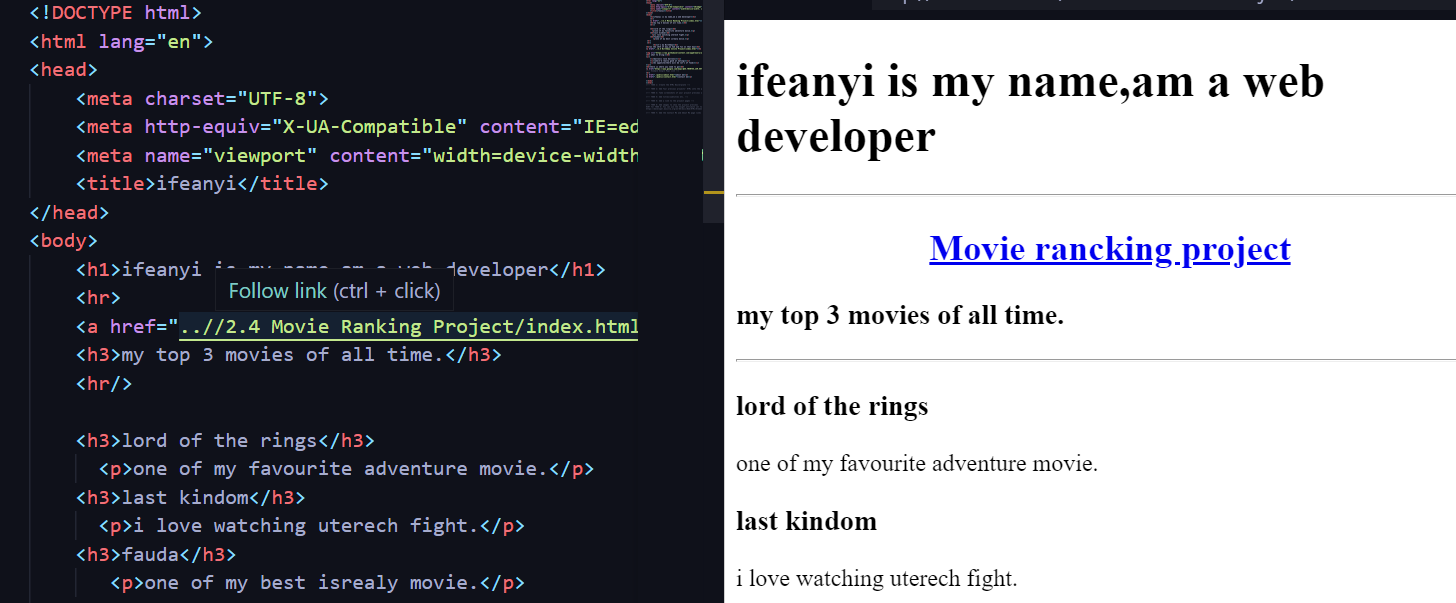 <!DOCTYPE html>
<html lang="en">
<head>
<meta charset="UTF-8">
<meta http-equiv="X-UA-Compatible" content="IE=ed
<meta name="viewport" content="width=device-width
<title>ifeanyi</title>
</head>
<body>
<h1>ifeanyi is my name,am a web developer</h1>
Follow link (ctrl + click)
<hr>
<a href="..//2.4 Movie Ranking Project/index.html
<h3>my top 3 movies of all time.</h3>
<hr/>
<h3>lord of the rings</h3>
<p>one of my favourite adventure movie.</p>
<h3>last kindom</h3>
<p>i love watching uterech fight.</p>
<h3>fauda</h3>
<p>one of my best isrealy movie.</p>
ifeanyi is my name,am a web
developer
Movie rancking project
my top 3 movies of all time.
lord of the rings
one of my favourite adventure movie.
last kindom
i love watching uterech fight.